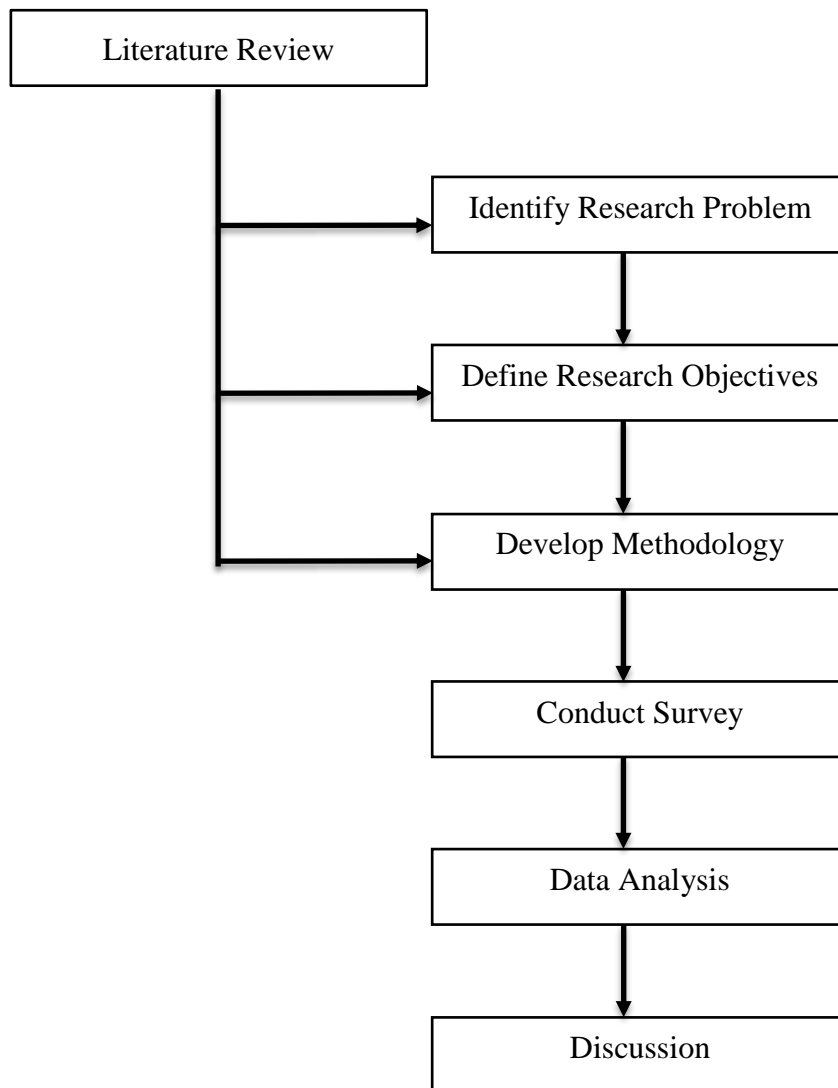 Literature Review
Identify Research Problem
Define Research Objectives
Develop Methodology
Conduct Survey
Data Analysis
Discussion